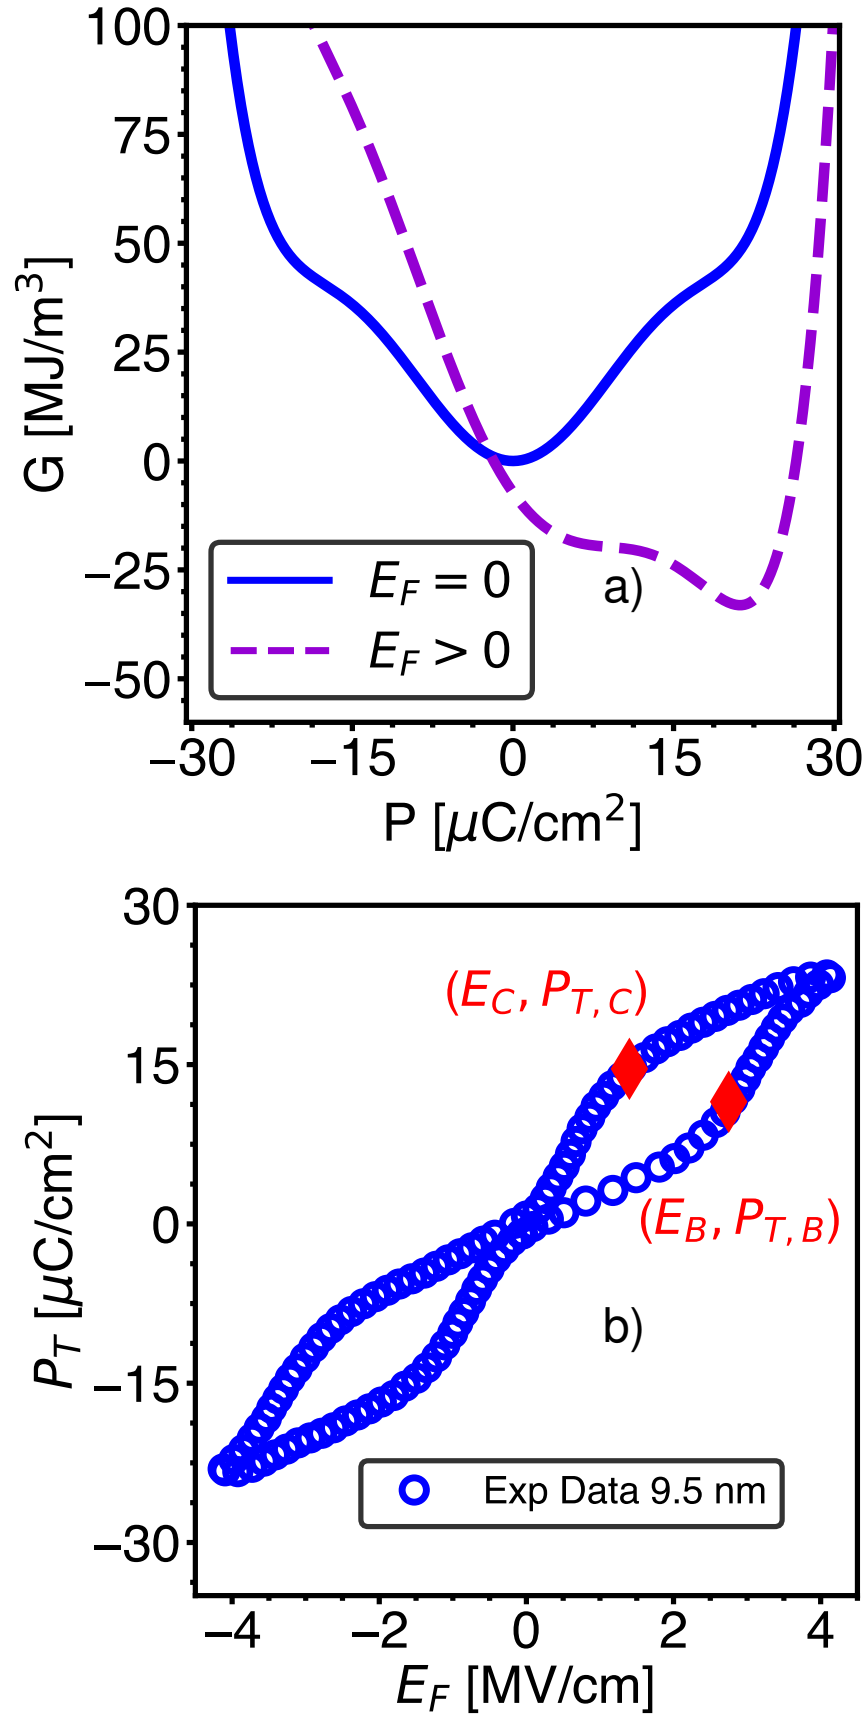 100
75
50
25
0
−25
−50
G [MJ/m³]
E_F = 0
E_F > 0
a)
−30 −15 0 15 30
P [μC/cm²]
30
15
0
−15
−30
P_T [μC/cm²]
(E_C, P_{T, C})
(E_B, P_{T, B})
b)
Exp Data 9.5 nm
−4 −2 0 2 4
E_F [MV/cm]